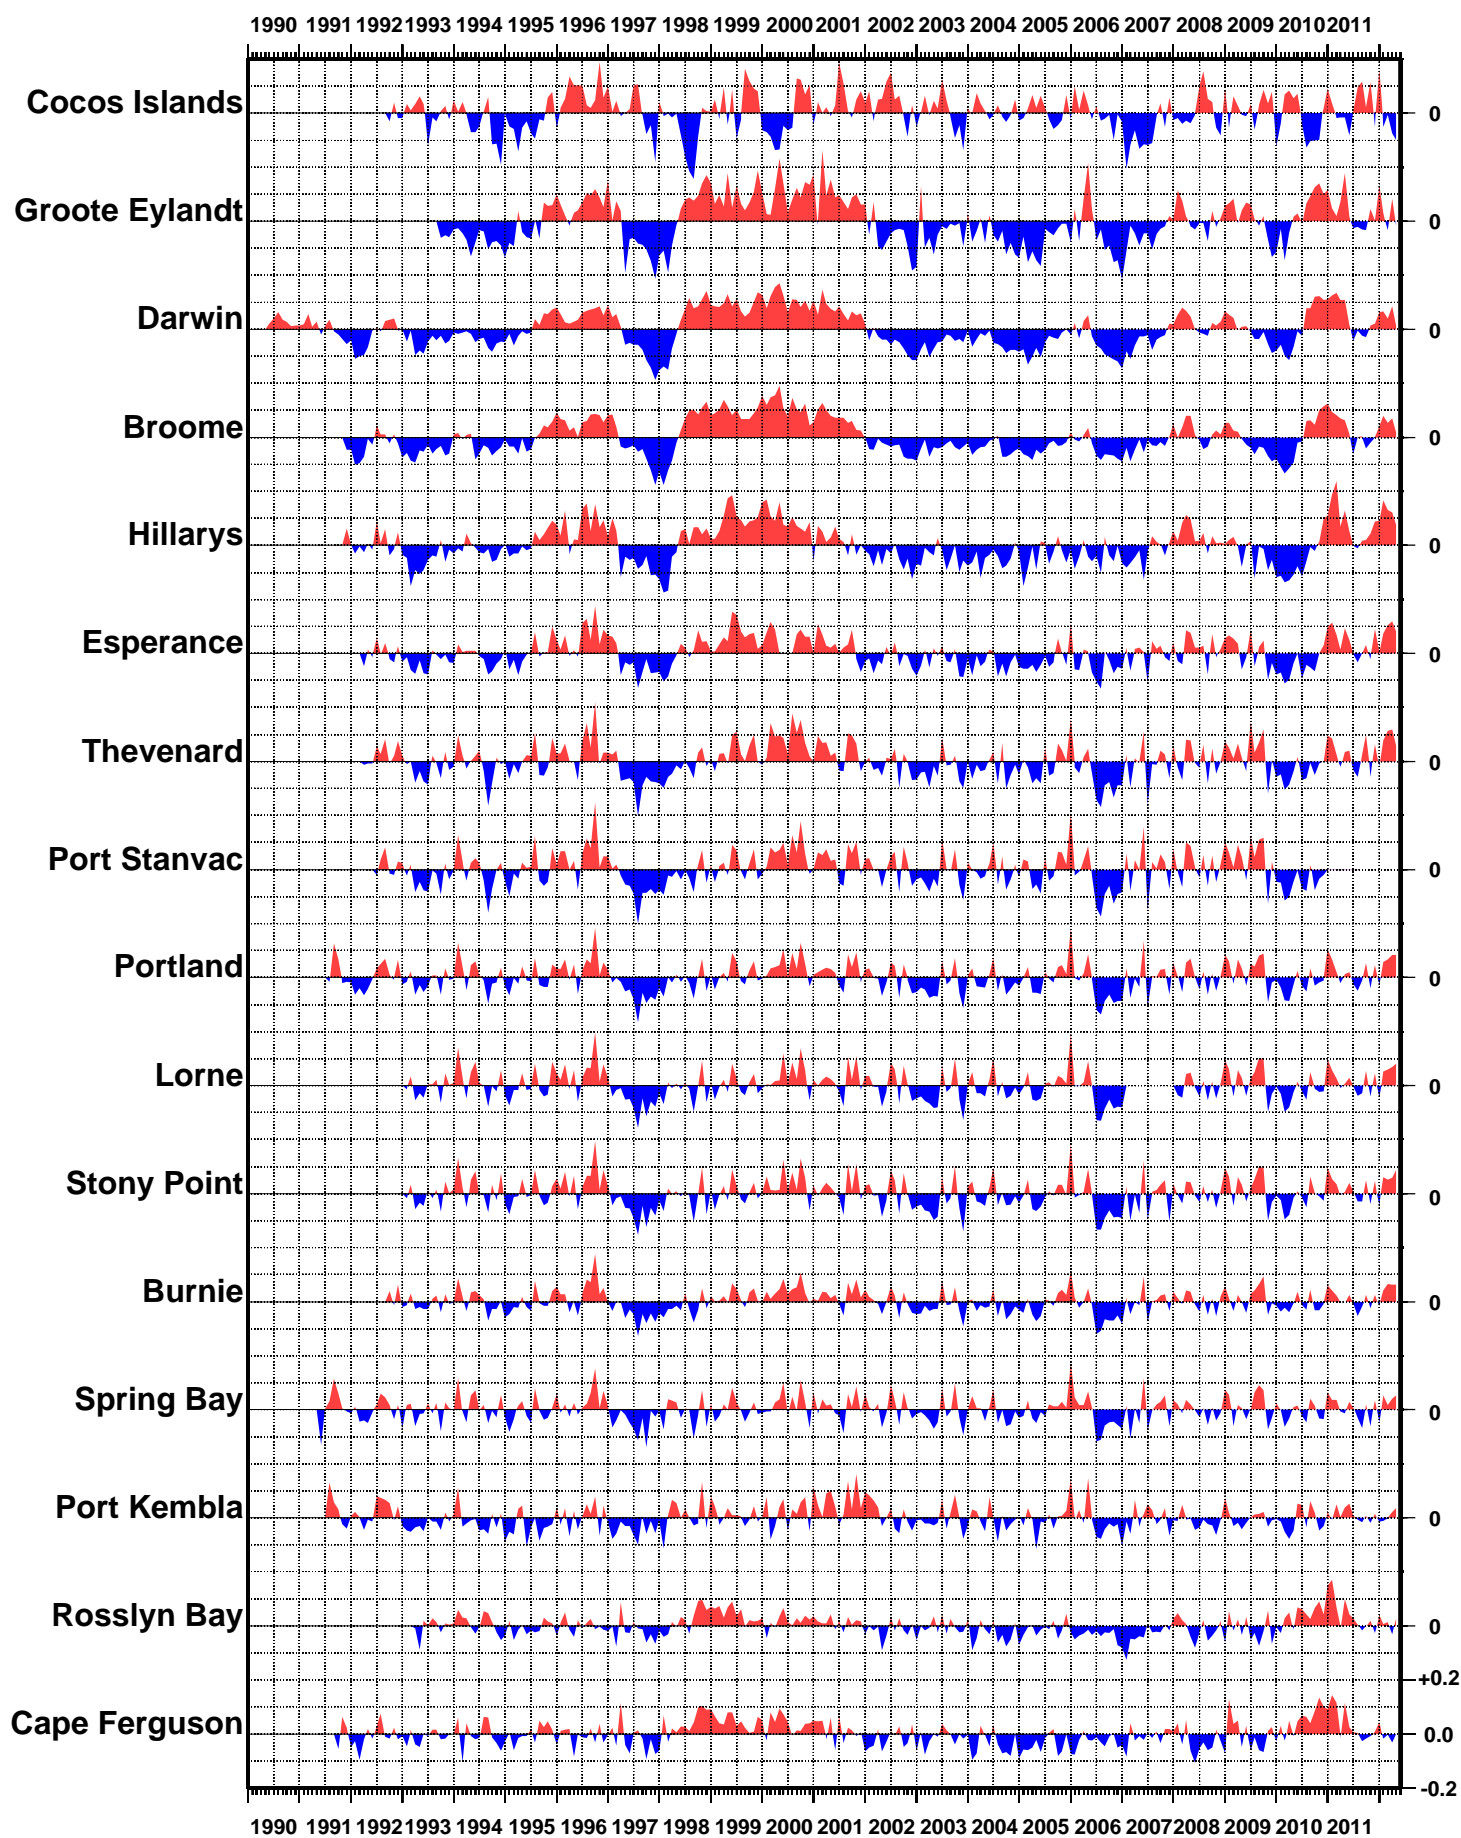 1990 1991 1992 1993 1994 1995 1996 1997 1998 1999 2000 2001 2002 2003 2004 2005 2006 2007 2008 2009 2010 2011
Cocos Islands 0
Groote Eylandt 0
Darwin 0
Broome 0
Hillarys 0
Esperance 0
Thevenard 0
Port Stanvac 0
Portland 0
Lorne 0
Stony Point 0
Burnie 0
Spring Bay 0
Port Kembla 0
Rosslyn Bay 0
+0.2
Cape Ferguson 0.0
-0.2
1990 1991 1992 1993 1994 1995 1996 1997 1998 1999 2000 2001 2002 2003 2004 2005 2006 2007 2008 2009 2010 2011